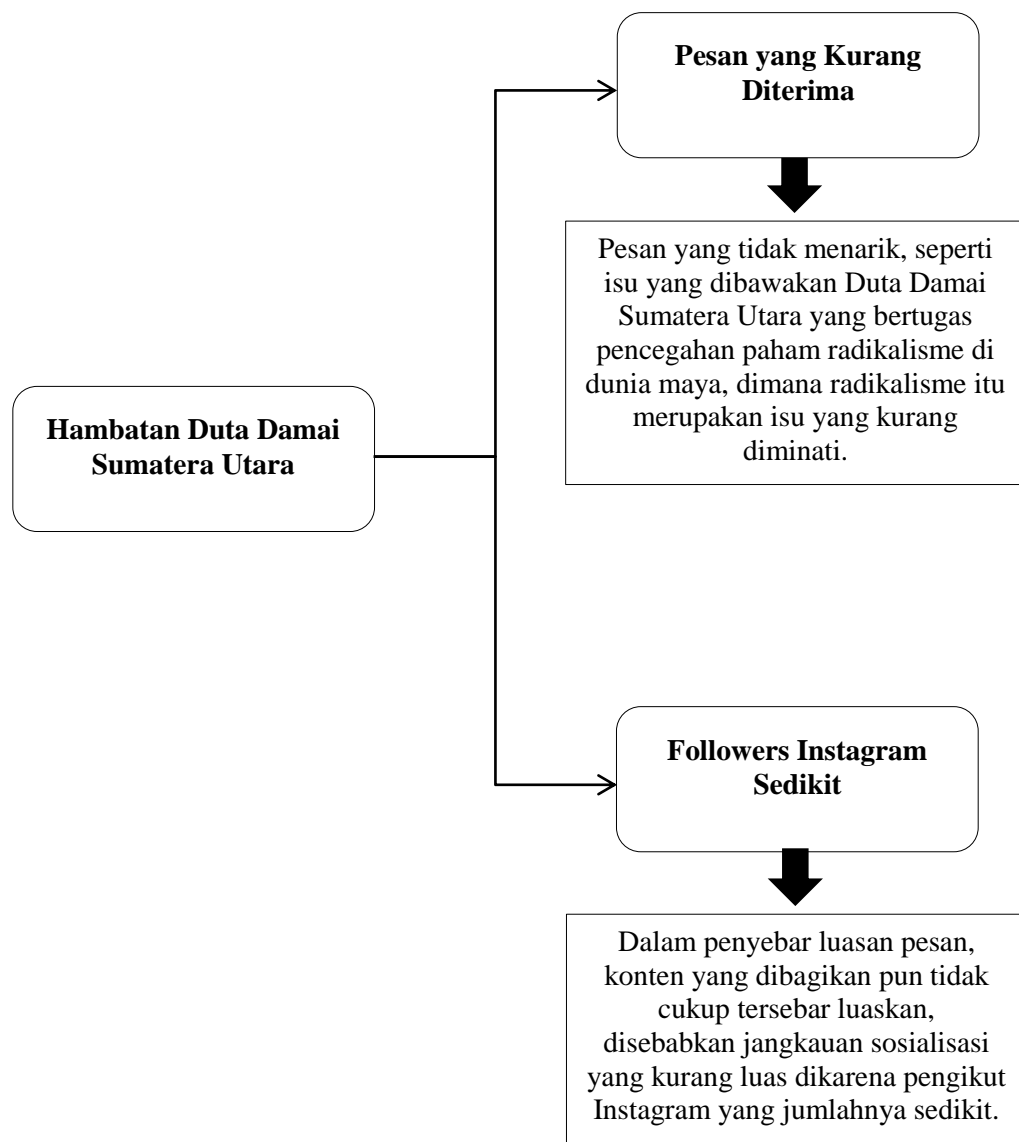 Pesan yang Kurang
Diterima
Pesan yang tidak menarik, seperti
isu yang dibawakan Duta Damai
Sumatera Utara yang bertugas
pencegahan paham radikalisme di
dunia maya, dimana radikalisme itu
merupakan isu yang kurang
diminati.
Hambatan Duta Damai
Sumatera Utara
Followers Instagram
Sedikit
Dalam penyebar luasan pesan,
konten yang dibagikan pun tidak
cukup tersebar luaskan,
disebabkan jangkauan sosialisasi
yang kurang luas dikarena pengikut
Instagram yang jumlahnya sedikit.